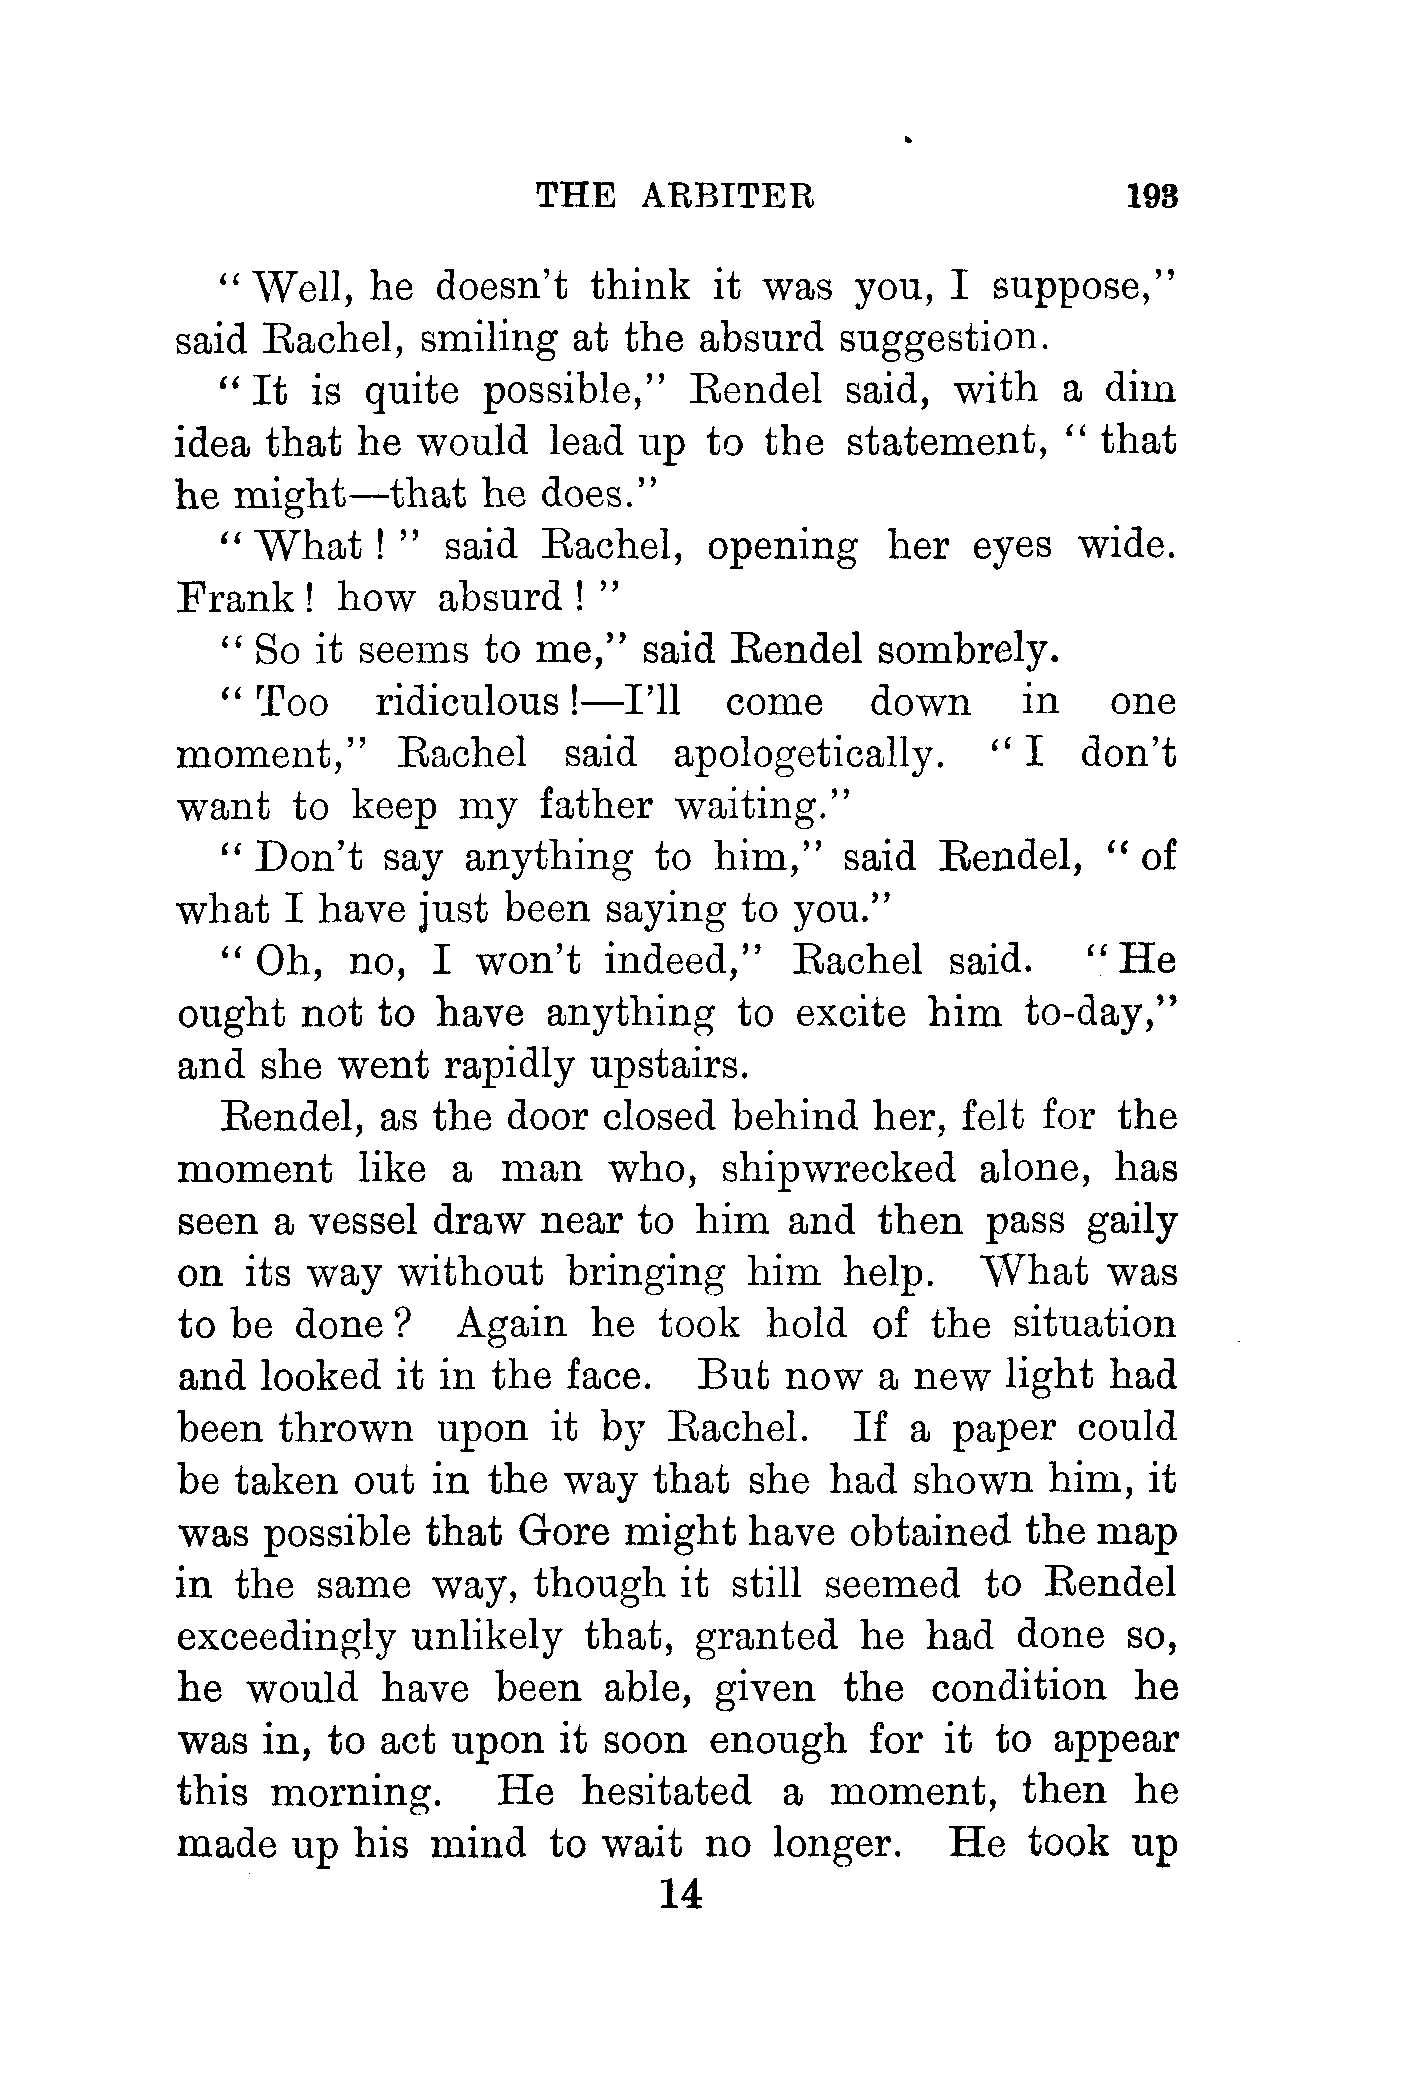 THE ARBITER 193
“ Well, he doesn’t think it was you, I suppose,”
said Rachel, smiling at the absurd suggestion.
“ It is quite possible,” Rendel said, with a dim
idea that he would lead up to the statement, “ that
he might—that he does.”
“ What ! ” said Rachel, opening her eyes wide.
Frank ! how absurd ! ”
“ So it seems to me,” said Rendel sombrely.
“ Too ridiculous !—I’ll come down in one
moment,” Rachel said apologetically. “ I don’t
want to keep my father waiting.”
“ Don’t say anything to him,” said Rendel, “ of
what I have just been saying to you.”
“ Oh, no, I won’t indeed,” Rachel said. “ He
ought not to have anything to excite him to-day,”
and she went rapidly upstairs.
Rendel, as the door closed behind her, felt for the
moment like a man who, shipwrecked alone, has
seen a vessel draw near to him and then pass gaily
on its way without bringing him help. What was
to be done ? Again he took hold of the situation
and looked it in the face. But now a new light had
been thrown upon it by Rachel. If a paper could
be taken out in the way that she had shown him, it
was possible that Gore might have obtained the map
in the same way, though it still seemed to Rendel
exceedingly unlikely that, granted he had done so,
he would have been able, given the condition he
was in, to act upon it soon enough for it to appear
this morning. He hesitated a moment, then he
made up his mind to wait no longer. He took up
14